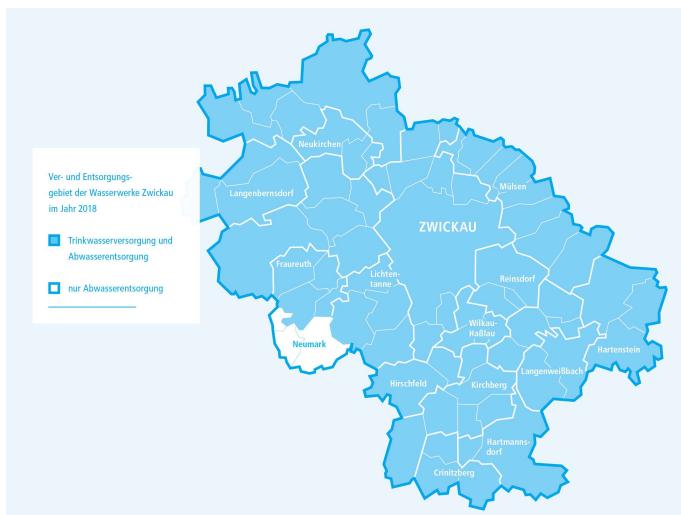 Ver- und Entsorgungs-
gebiet der Wasserwerke Zwickau
im Jahr 2018
Trinkwasserversorgung und
Abwasserentsorgung
nur Abwasserentsorgung
Neukirchen
Langenbernsdorf
Mülsen
ZWICKAU
Fraureuth
Lichten-
tanne
Reinsdorf
Wilkau-
Haßlau
Neumark
Hartenstein
Langenweißbach
Hirschfeld
Kirchberg
Hartmanns-
dorf
Crinitzberg